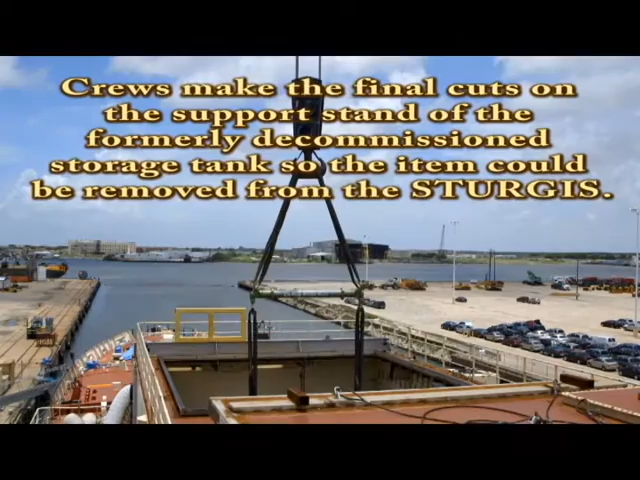 Crews make the final cuts on
the support stand of the
formerly decommissioned
storage tank so the item could
be removed from the STURGIS.